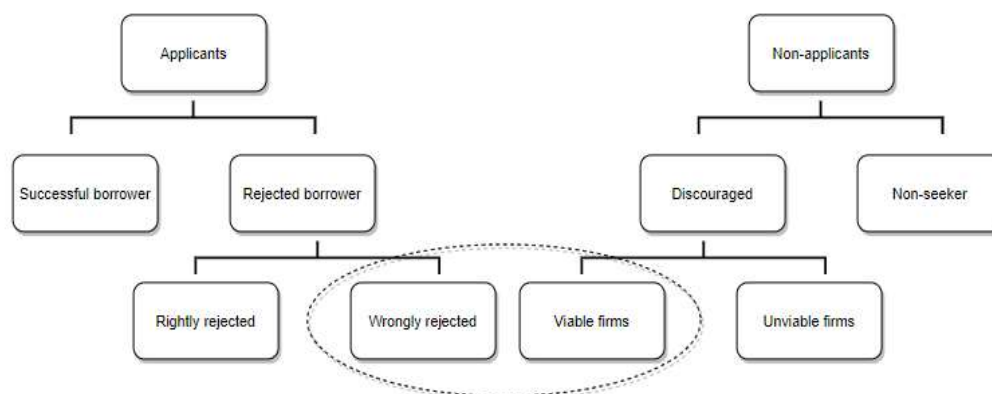 Applicants
Non-applicants
Successful borrower
Rejected borrower
Discouraged
Non-seeker
Rightly rejected
Wrongly rejected
Viable firms
Unviable firms